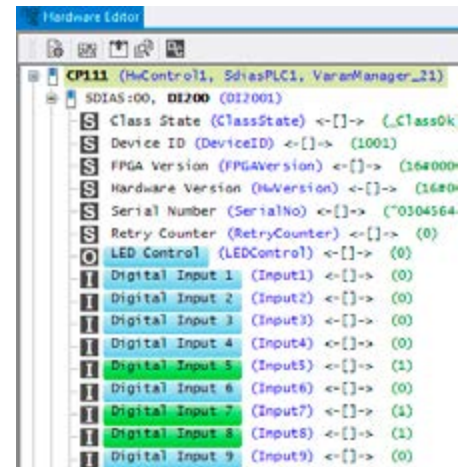 Hardware Editor
CP111 (HwControl1, SdiasPLC1, VaranManager_21)
SDIAS:00, DI200 (DI2001)
S Class State (ClassState) <-[]-> (_ClassOk
S Device ID (DeviceID) <-[]-> (1001)
S FPGA Version (FPGAVersion) <-[]-> (16#000
S Hardware Version (HwVersion) <-[]-> (16#0
S Serial Number (SerialNo) <-[]-> ("0304564
S Retry Counter (RetryCounter) <-[]-> (0)
O LED Control (LEDControl) <-[]-> (0)
I Digital Input 1 (Input1) <-[]-> (0)
I Digital Input 2 (Input2) <-[]-> (0)
I Digital Input 3 (Input3) <-[]-> (0)
I Digital Input 4 (Input4) <-[]-> (0)
I Digital Input 5 (Input5) <-[]-> (1)
I Digital Input 6 (Input6) <-[]-> (0)
I Digital Input 7 (Input7) <-[]-> (1)
I Digital Input 8 (Input8) <-[]-> (1)
I Digital Input 9 (Input9) <-[]-> (0)